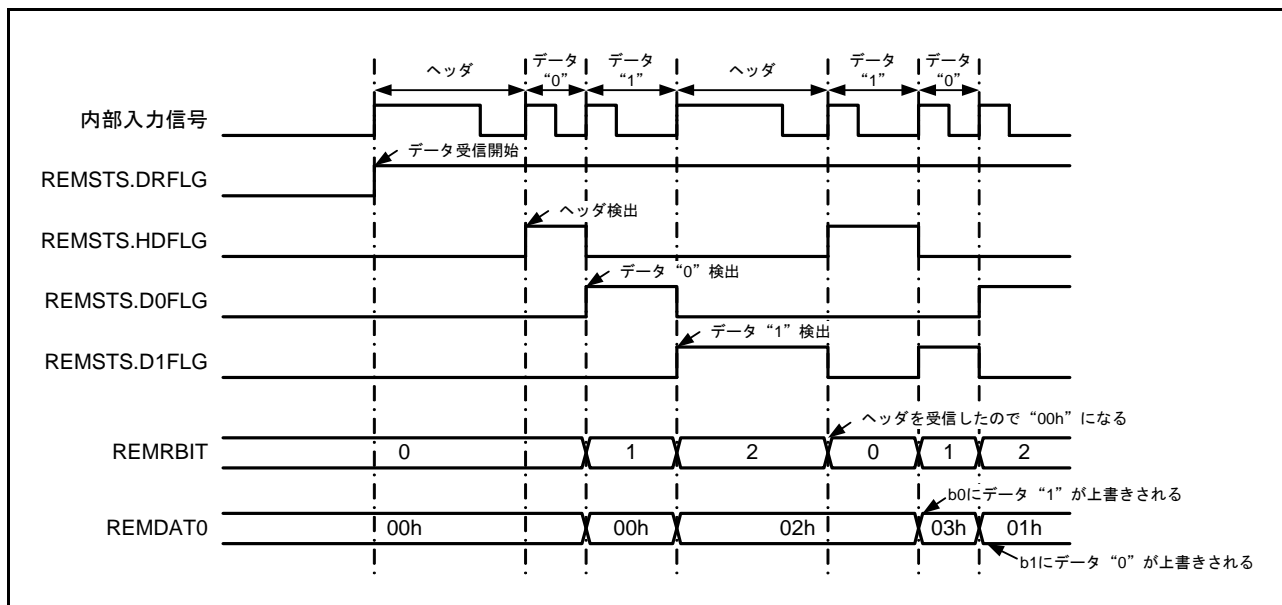 ヘッダ
データ
“0”
データ
“1”
ヘッダ
データ
“1”
データ
“0”
内部入力信号
データ受信開始
REMSTS.DRFLG
ヘッダ検出
REMSTS.HDFLG
データ “0” 検出
REMSTS.D0FLG
データ “1” 検出
REMSTS.D1FLG
ヘッダを受信したので “00h” になる
REMRBIT
0
1
2
0
1
2
b0にデータ “1” が上書きされる
REMDAT0
00h
00h
02h
03h
01h
b1にデータ “0” が上書きされる